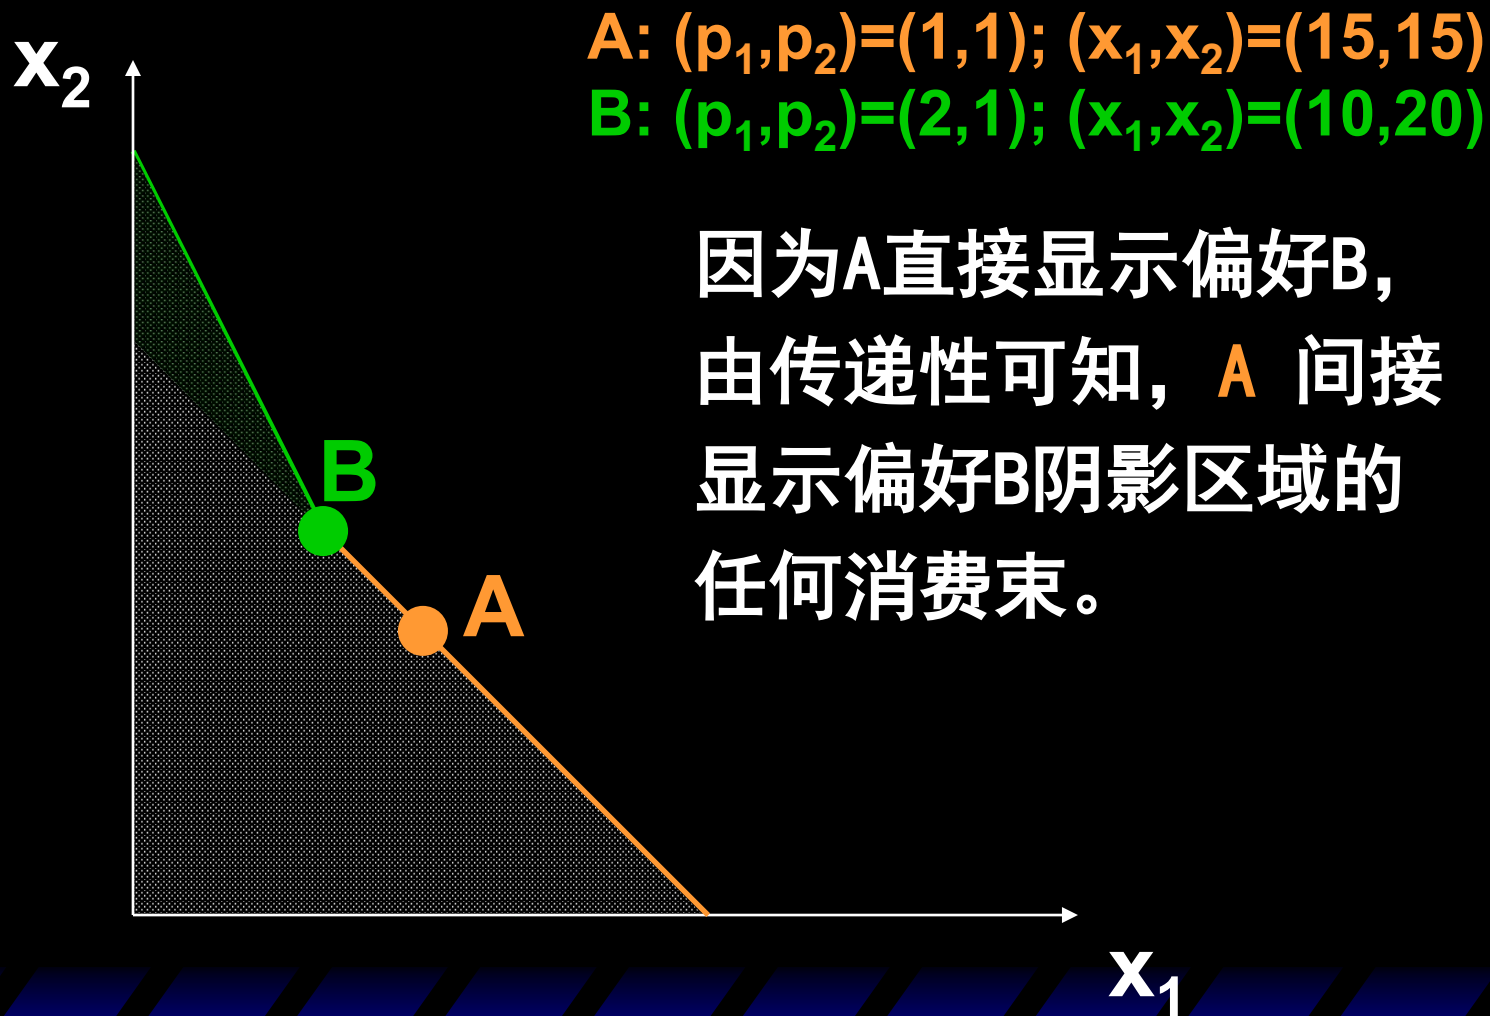 A: (p₁,p₂)=(1,1); (x₁,x₂)=(15,15)
x₂
B: (p₁,p₂)=(2,1); (x₁,x₂)=(10,20)
因为A直接显示偏好B，
由传递性可知，A 间接
显示偏好B阴影区域的
任何消费束。
B
A
x₁